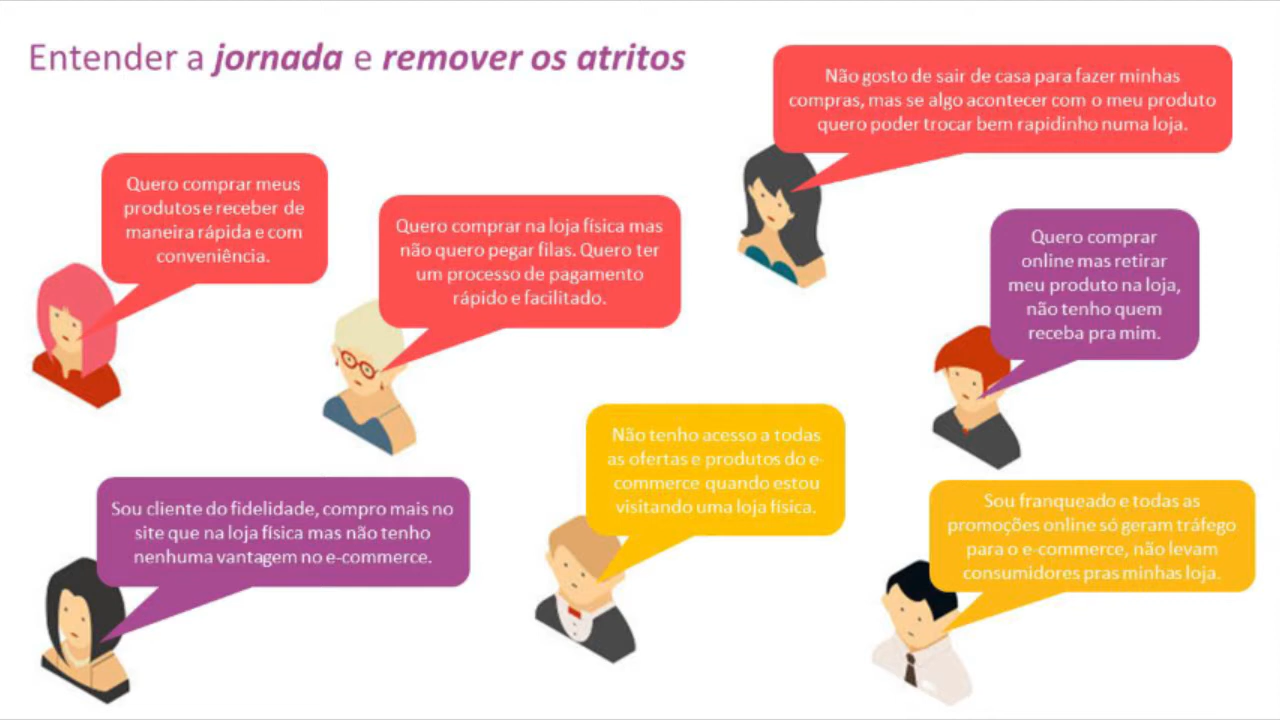 Entender a jornada e remover os atritos
Não gosto de sair de casa para fazer minhas
compras, mas se algo acontecer com o meu produto
quero poder trocar bem rapidinho numa loja.
Quero comprar meus
produtos e receber de
maneira rápida e com
conveniência.
Quero comprar na loja física mas
não quero pegar filas. Quero ter
um processo de pagamento
rápido e facilitado.
Quero comprar
online mas retirar
meu produto na loja,
não tenho quem
receba pra mim.
Não tenho acesso a todas
as ofertas e produtos do e-
commerce quando estou
visitando uma loja física.
Sou cliente do fidelidade, compro mais no
site que na loja física mas não tenho
nenhuma vantagem no e-commerce.
Sou franqueado e todas as
promoções online só geram tráfego
para o e-commerce, não levam
consumidores pras minhas loja.